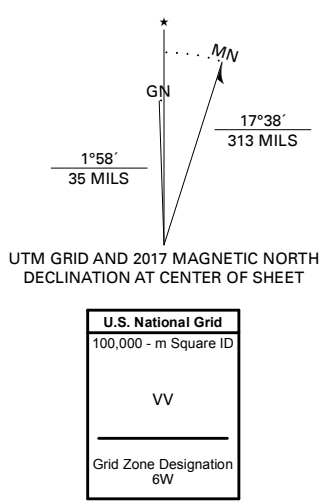 ★
MN
GN
17°38´
313 MILS
1°58´
35 MILS
UTM GRID AND 2017 MAGNETIC NORTH
DECLINATION AT CENTER OF SHEET
U.S. National Grid
100,000 - m Square ID
VV
Grid Zone Designation
6W